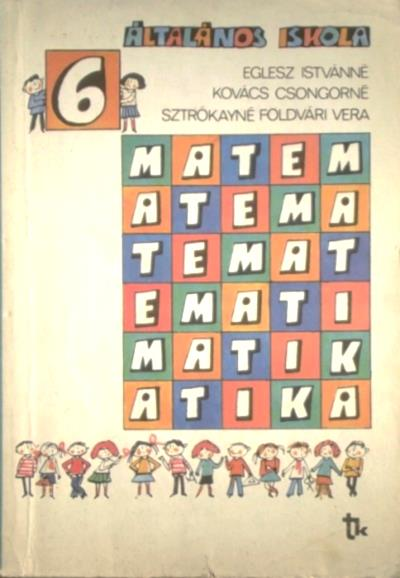 ÁLTALÁNOS ISKOLA
6
EGLESZ ISTVÁNNÉ
KOVÁCS CSONGORNÉ
SZTRÓKAYNÉ FÖLDVÁRI VERA
MATEM
ATEMA
TEMAT
EMATI
MATIK
ATIKA
tk